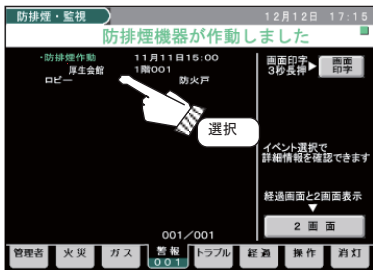 防排煙・監視 12月12日 17:15
防排煙機器が作動しました
・防排煙作動 11月11日15:00
厚生会館 1階001
ロビー 防火戸
画面印字
3秒長押
画面
印字
選択
イベント選択で
詳細情報を確認できます
経過画面と2画面表示
▼
2 画 面
001/001
管理者 火災 ガス 警報 トラブル 経過 操作 消灯
001